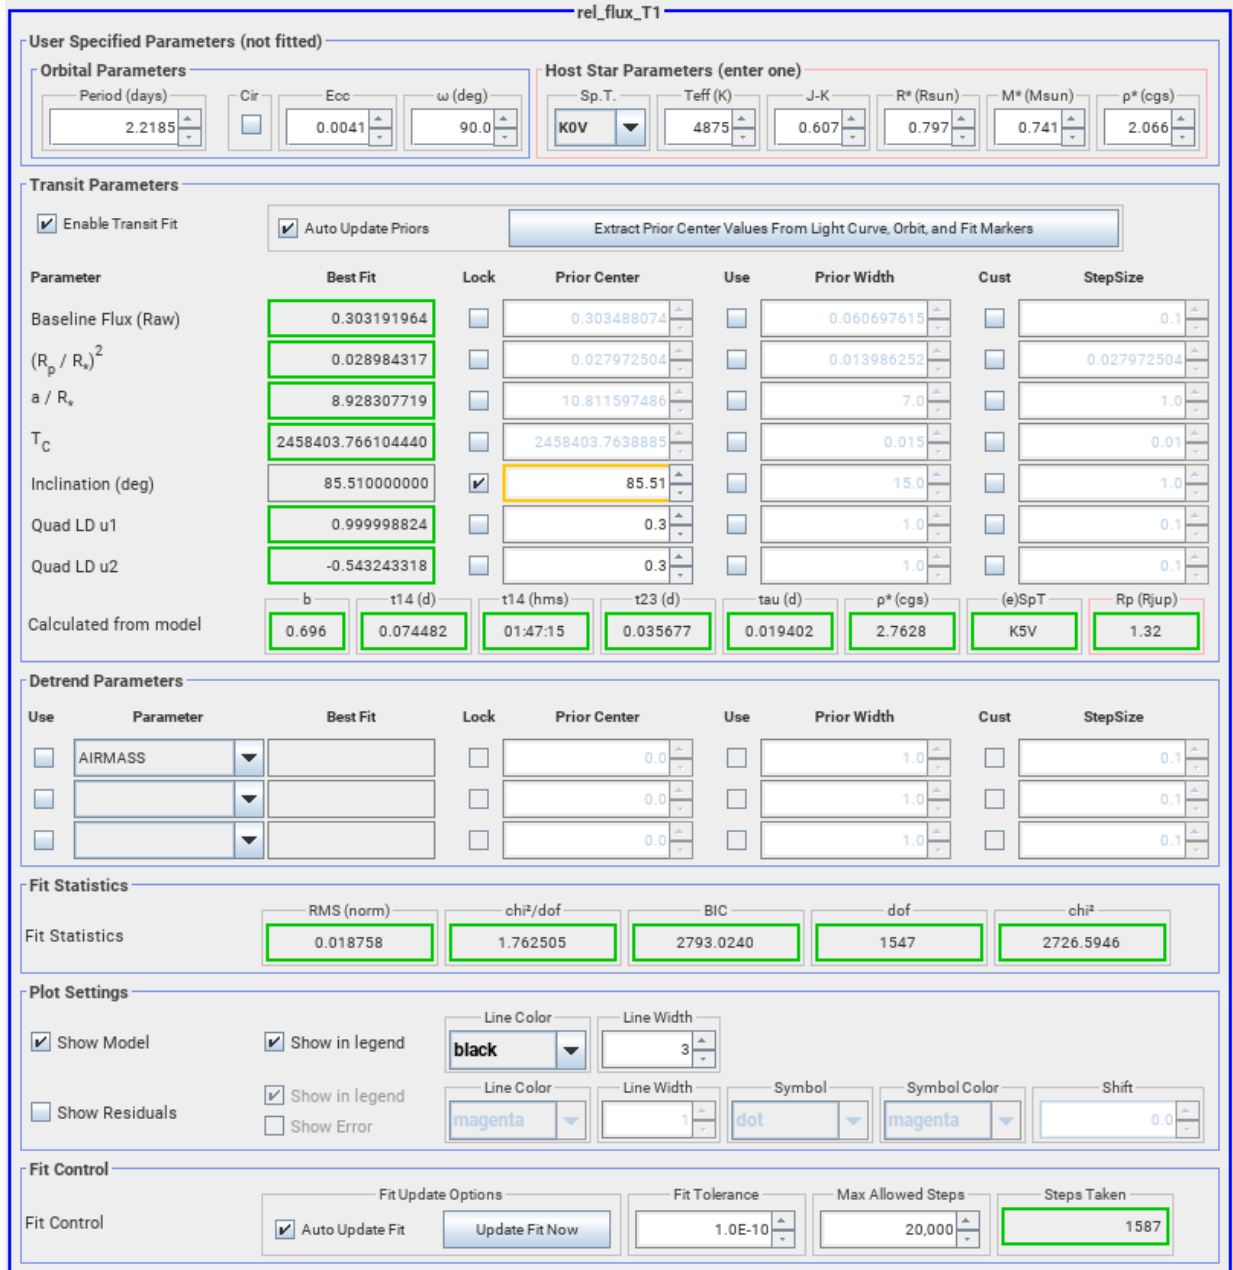 rel_flux_T1
User Specified Parameters (not fitted)
Orbital Parameters
Host Star Parameters (enter one)
Period (days) Cir Ecc ω (deg) Sp.T. Teff (K) J-K R* (Rsun) M* (Msun) ρ* (cgs)
2.2185 0.0041 90.0 K0V 4875 0.607 0.797 0.741 2.066
Transit Parameters
Enable Transit Fit Auto Update Priors Extract Prior Center Values From Light Curve, Orbit, and Fit Markers
Parameter Best Fit Lock Prior Center Use Prior Width Cust StepSize
Baseline Flux (Raw) 0.303191964 0.303488074 0.060697615 0.1
(Rp / R*)² 0.028984317 0.027972504 0.013986252 0.027972504
a / R* 8.928307719 10.811597486 7.0 1.0
TC 2458403.766104440 2458403.7638885 0.015 0.01
Inclination (deg) 85.510000000 85.51 15.0 1.0
Quad LD u1 0.999998824 0.3 1.0 0.1
Quad LD u2 -0.543243318 0.3 1.0 0.1
b t14 (d) t14 (hms) t23 (d) tau (d) ρ* (cgs) (e)SpT Rp (Rjup)
Calculated from model 0.696 0.074482 01:47:15 0.035677 0.019402 2.7628 K5V 1.32
Detrend Parameters
Use Parameter Best Fit Lock Prior Center Use Prior Width Cust StepSize
AIRMASS 0.0 1.0 0.1
0.0 1.0 0.1
0.0 1.0 0.1
Fit Statistics
RMS (norm) chi²/dof BIC dof chi²
Fit Statistics 0.018758 1.762505 2793.0240 1547 2726.5946
Plot Settings
Line Color Line Width
Show Model Show in legend black 3
Line Color Line Width Symbol Symbol Color Shift
Show Residuals Show in legend Show Error magenta 1 dot magenta 0.0
Fit Control
Fit Update Options Fit Tolerance Max Allowed Steps Steps Taken
Fit Control Auto Update Fit Update Fit Now 1.0E-10 20,000 1587